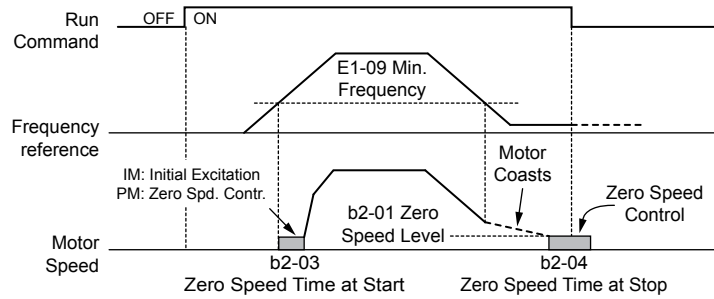 Run
Command
OFF
ON
E1-09 Min.
Frequency
Frequency
reference
IM: Initial Excitation
PM: Zero Spd. Contr.
Motor
Coasts
b2-01 Zero
Speed Level
Zero Speed
Control
Motor
Speed
b2-03
Zero Speed Time at Start
b2-04
Zero Speed Time at Stop